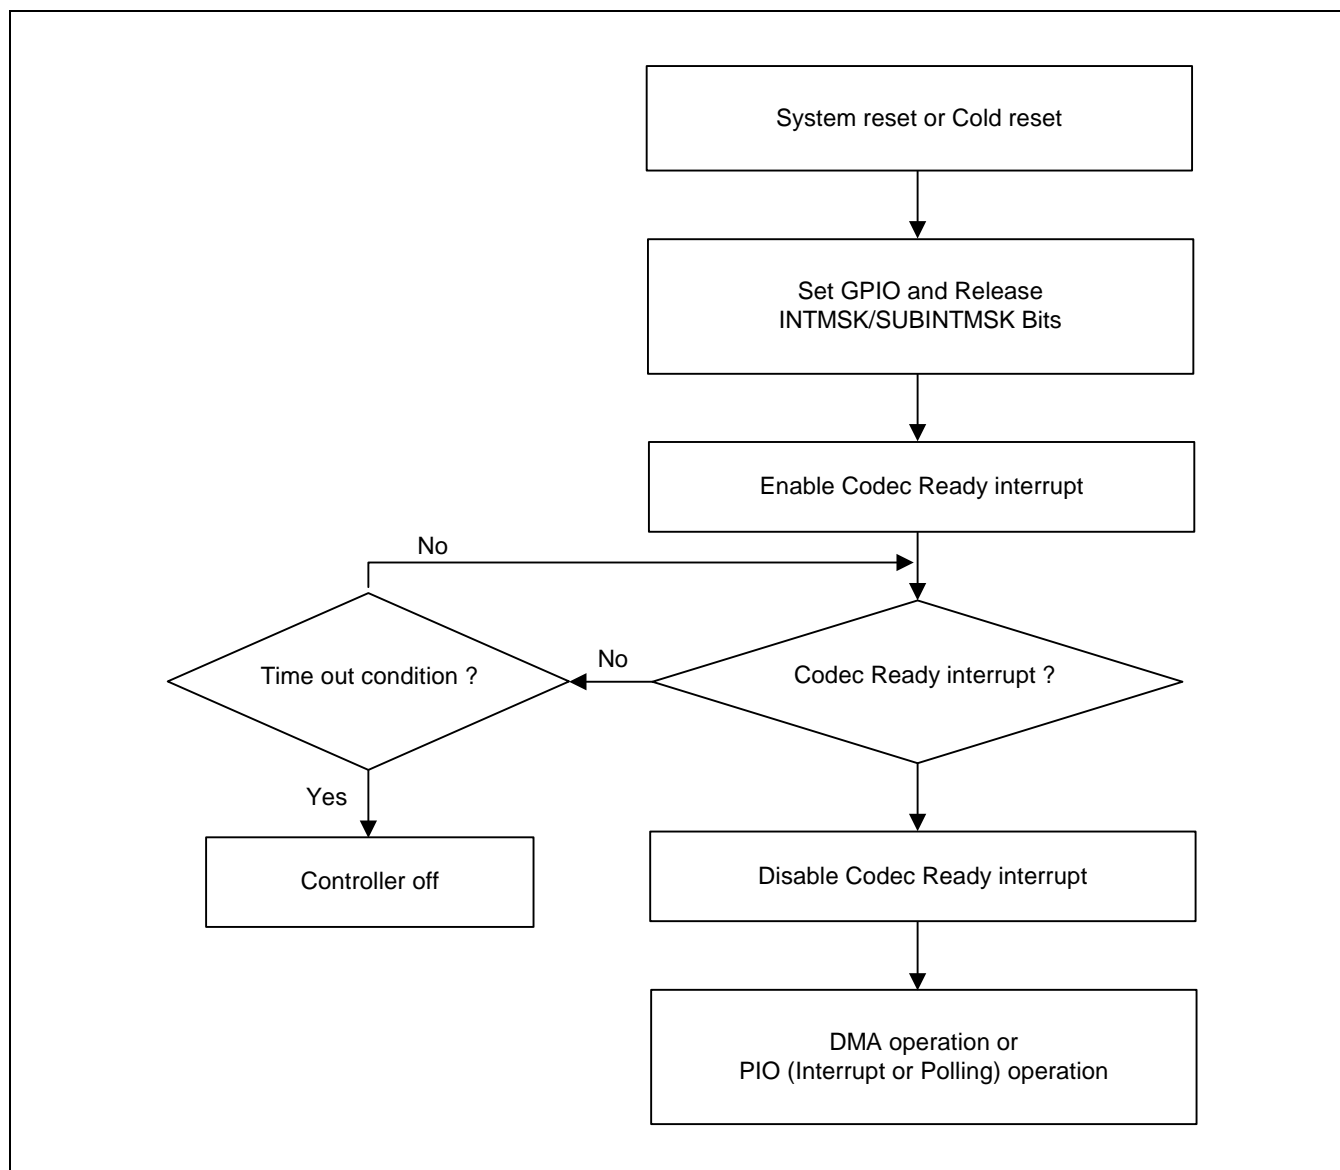 System reset or Cold reset
Set GPIO and Release
INTMSK/SUBINTMSK Bits
Enable Codec Ready interrupt
No
Time out condition ?
No
Codec Ready interrupt ?
Yes
Controller off
Disable Codec Ready interrupt
DMA operation or
PIO (Interrupt or Polling) operation